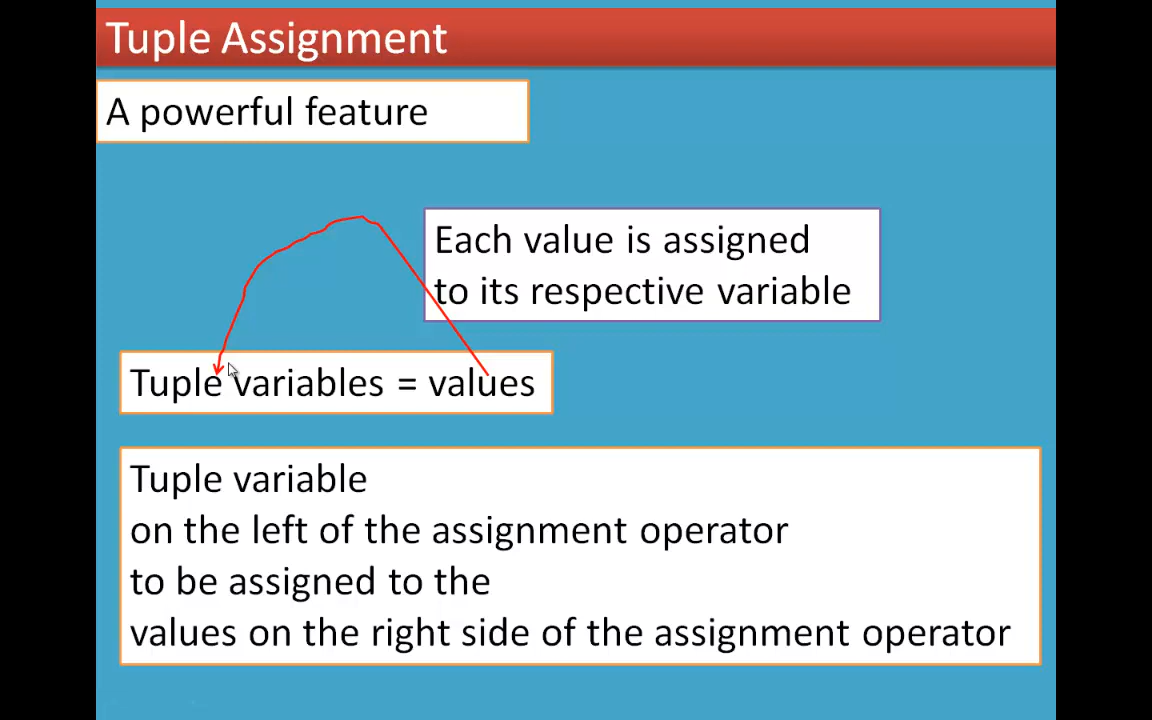 Tuple Assignment
A powerful feature
Each value is assigned
to its respective variable
Tuple variables = values
Tuple variable
on the left of the assignment operator
to be assigned to the
values on the right side of the assignment operator